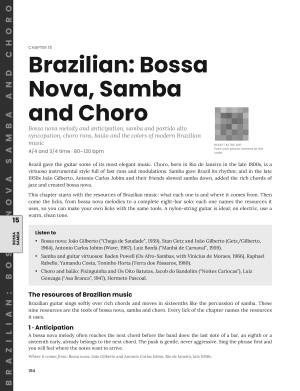 BRAZILIAN: BOSSA NOVA SAMBA AND CHORO
15
BOSSA
SAMBA
CHAPTER 15
Brazilian: Bossa
Nova, Samba
and Choro
Bossa nova melody and anticipation, samba and partido alto
syncopation, choro runs, baião and the colors of modern Brazilian
music
4/4 and 2/4 time · 80–120 bpm
Brazil gave the guitar some of its most elegant music. Choro, born in Rio de Janeiro in the late 1800s, is a
virtuoso instrumental style full of fast runs and modulations. Samba gave Brazil its rhythm; and in the late
1950s João Gilberto, Antonio Carlos Jobim and their friends slowed samba down, added the rich chords of
jazz and created bossa nova.
This chapter starts with the resources of Brazilian music: what each one is and where it comes from. Then
come the licks, from bossa nova melodies to a complete eight-bar solo: each one names the resources it
uses, so you can make your own licks with the same tools. A nylon-string guitar is ideal; on electric, use a
warm, clean tone.
Listen to
• Bossa nova: João Gilberto ("Chega de Saudade", 1959), Stan Getz and João Gilberto (Getz/Gilberto,
1964), Antonio Carlos Jobim (Wave, 1967), Luiz Bonfá ("Manhã de Carnaval", 1959).
• Samba and guitar virtuosos: Baden Powell (Os Afro-Sambas, with Vinicius de Moraes, 1966), Raphael
Rabello, Yamandu Costa, Toninho Horta (Terra dos Pássaros, 1980).
• Choro and baião: Pixinguinha and Os Oito Batutas, Jacob do Bandolim ("Noites Cariocas"), Luiz
Gonzaga ("Asa Branca", 1947), Hermeto Pascoal.
The resources of Brazilian music
Brazilian guitar sings softly over rich chords and moves in sixteenths like the percussion of samba. These
nine resources are the tools of bossa nova, samba and choro. Every lick of the chapter names the resources
it uses.
1 · Anticipation
A bossa nova melody often reaches the next chord before the band does: the last note of a bar, an eighth or a
sixteenth early, already belongs to the next chord. The push is gentle, never aggressive. Sing the phrase first and
you will feel where the notes want to arrive.
Where it comes from: bossa nova; João Gilberto and Antonio Carlos Jobim, Rio de Janeiro, late 1950s.
184